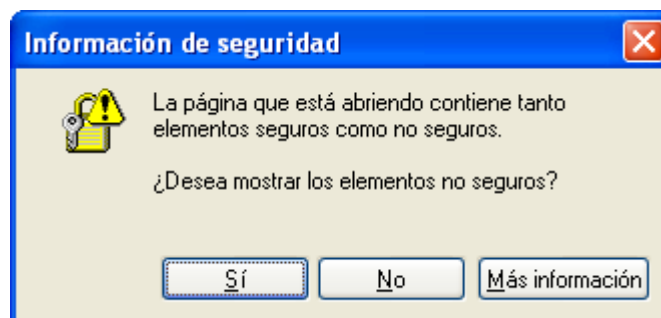 Información de seguridad
La página que está abriendo contiene tanto
elementos seguros como no seguros.
¿Desea mostrar los elementos no seguros?
Sí No Más información